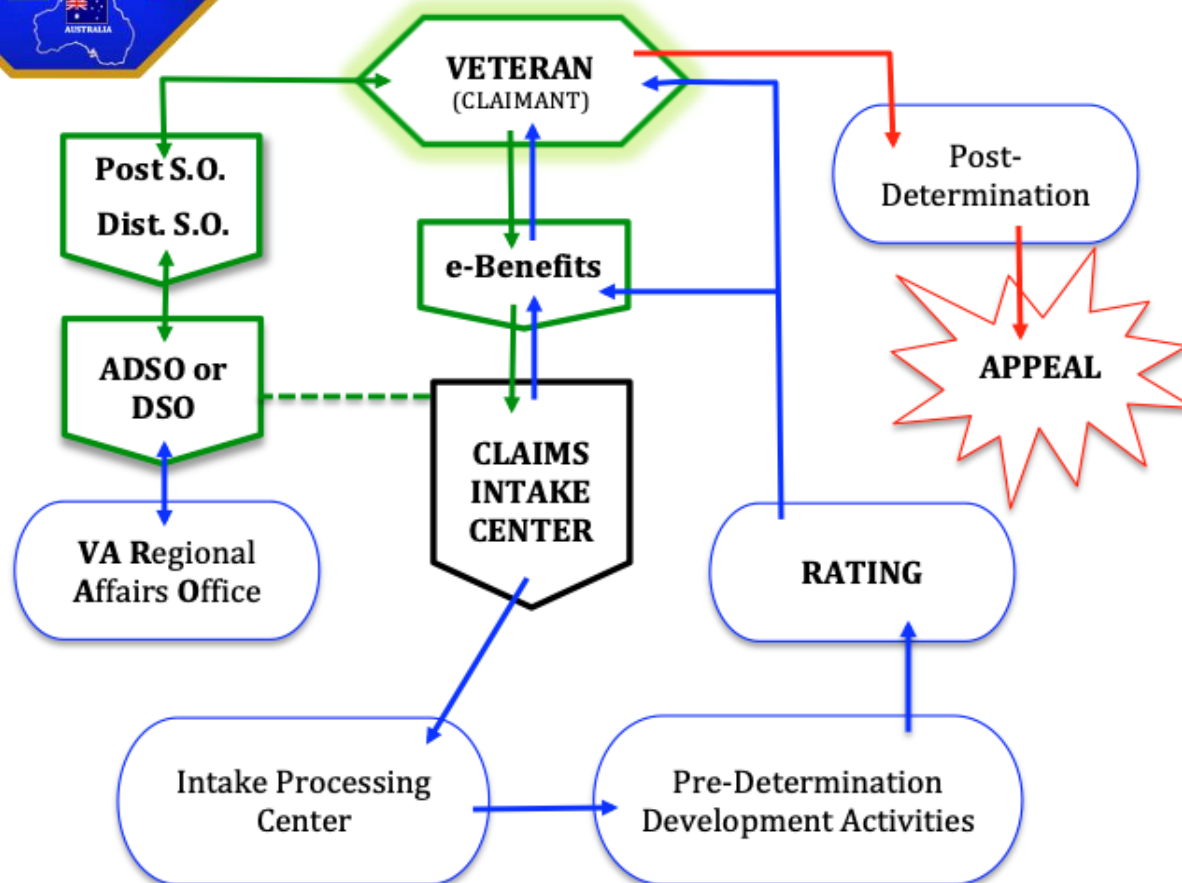 AUSTRALIA
VETERAN
(CLAIMANT)
Post S.O.
Dist. S.O.
Post-
Determination
e-Benefits
ADSO or
DSO
APPEAL
CLAIMS
INTAKE
CENTER
VA Regional
Affairs Office
RATING
Intake Processing
Center
Pre-Determination
Development Activities